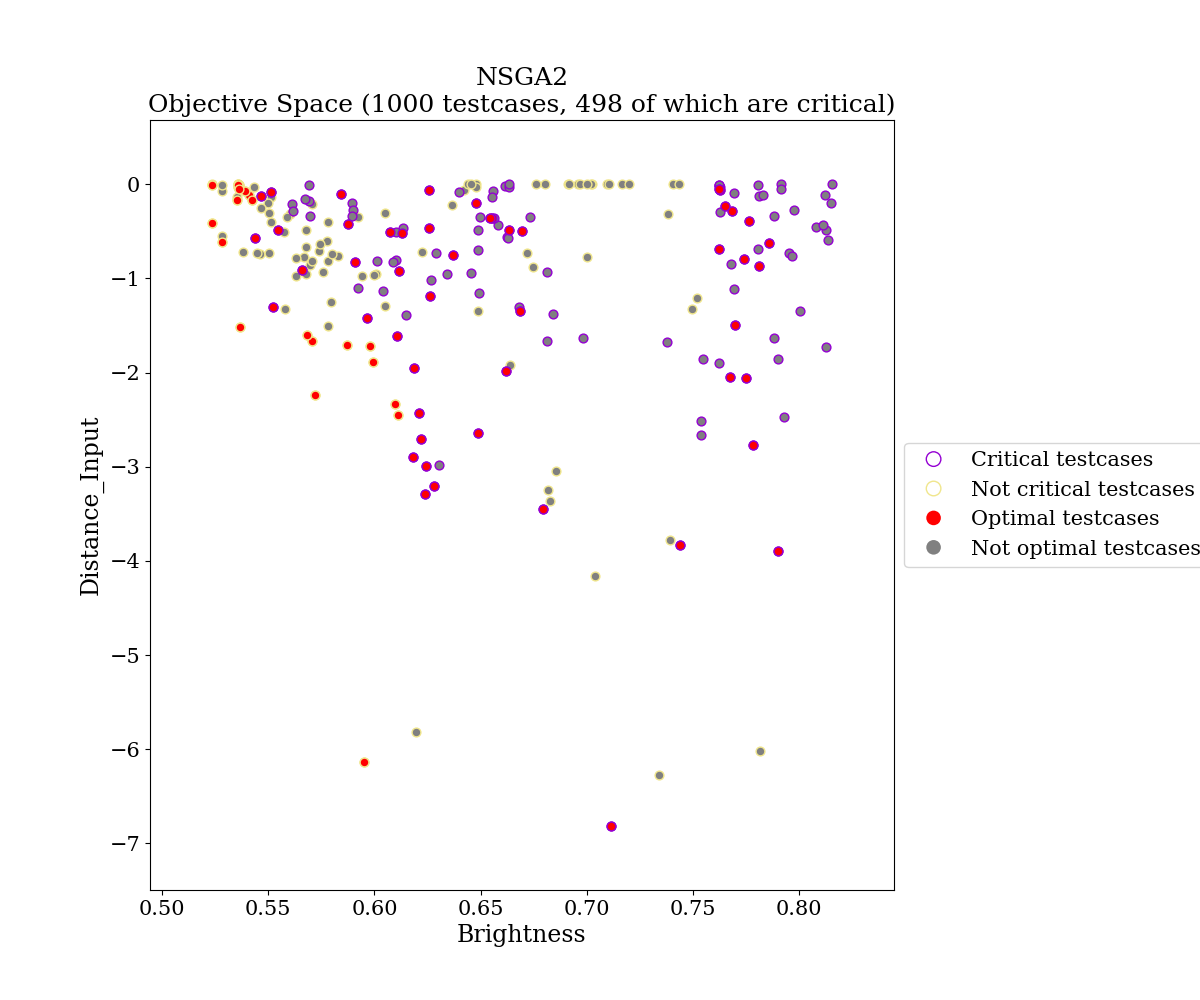 NSGA2
Objective Space (1000 testcases, 498 of which are critical)
0
−1
−2
−3
−4
−5
−6
−7
Distance_Input
0.50 0.55 0.60 0.65 0.70 0.75 0.80
Brightness
Critical testcases
Not critical testcases
Optimal testcases
Not optimal testcases